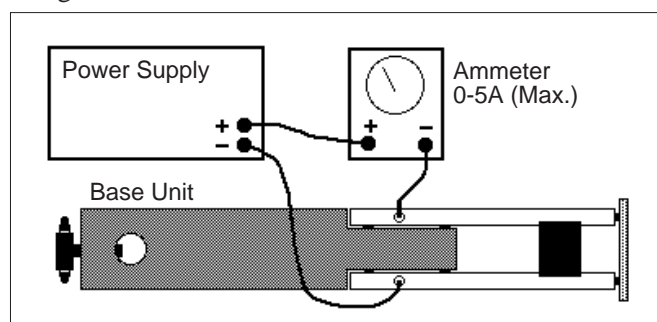 Power Supply
+
−
Ammeter
0-5A (Max.)
+
−
Base Unit